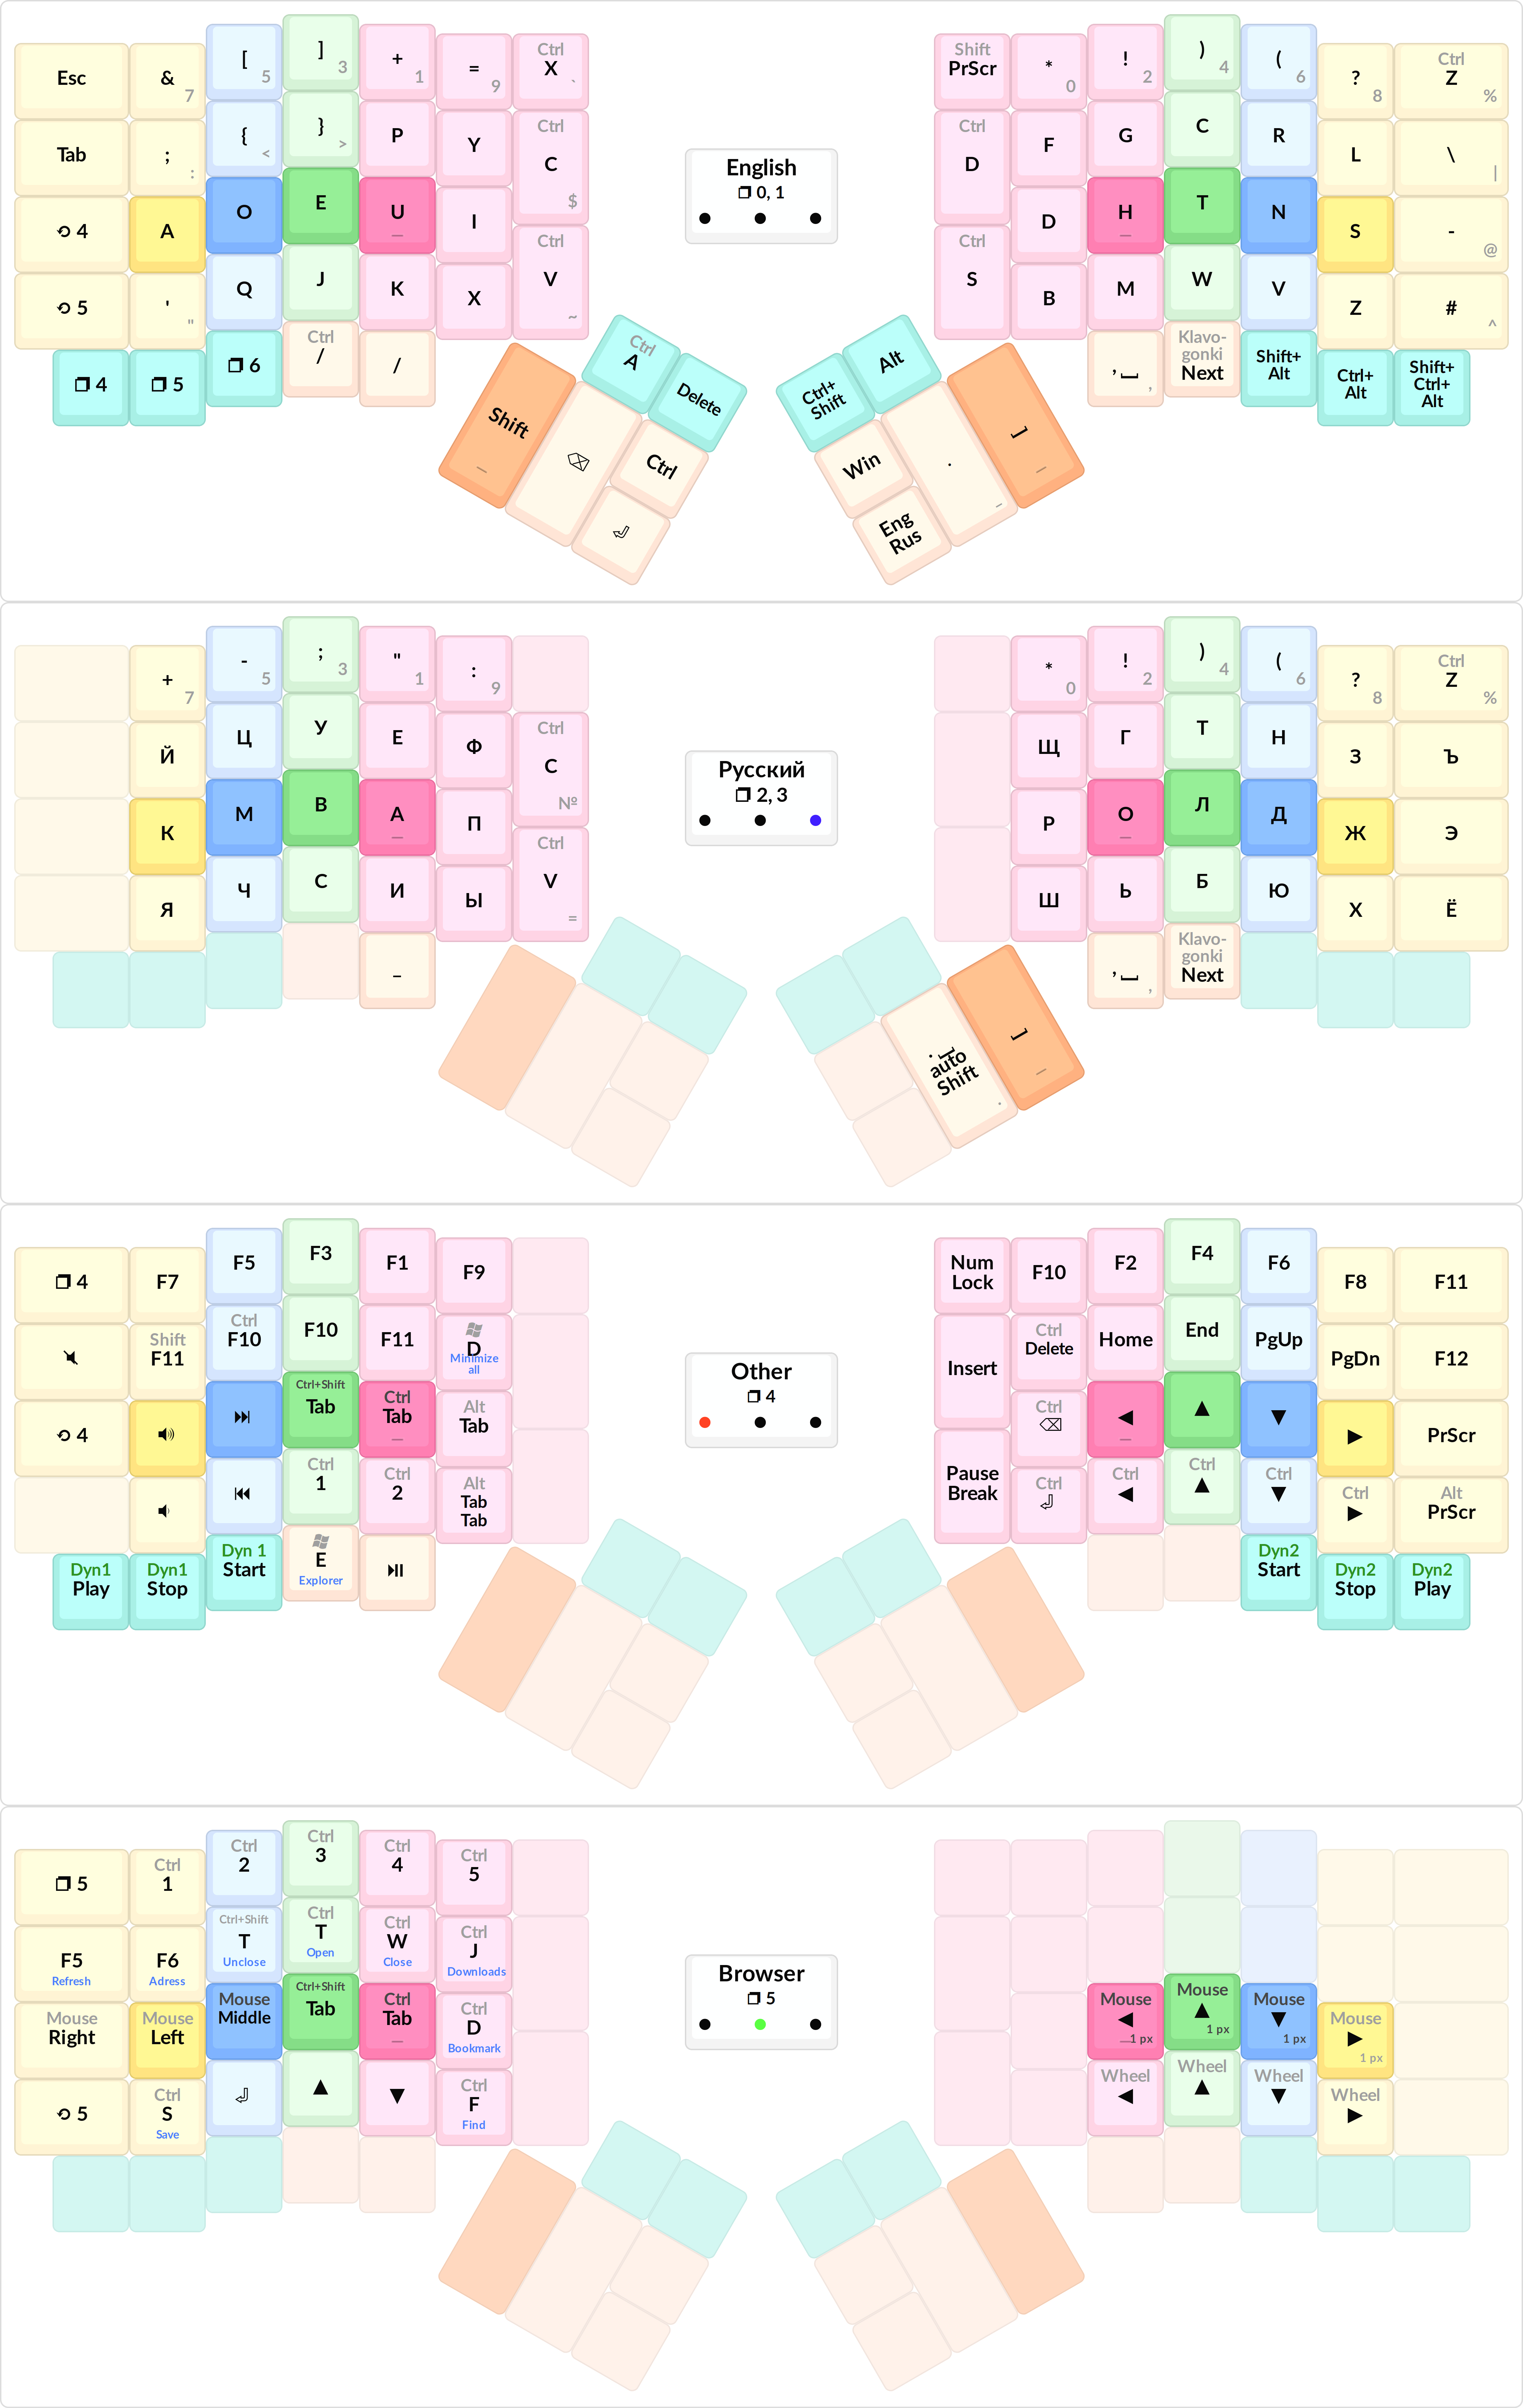 Esc
&
7
[
5
]
3
+
1
=
9
Ctrl
X
`
Tab
;
:
{
<
}
>
P
Y
Ctrl
C
$
4
A
O
E
U
_
I
Ctrl
V
~
5
'
"
Q
J
K
X
4
5
6
Ctrl
/
/
Shift
_
Ctrl
A
Delete
Ctrl
English
0, 1
Shift
PrScr
*
0
!
2
)
4
(
6
?
8
Ctrl
Z
%
Ctrl
D
F
G
C
R
L
\
|
Ctrl
S
D
H
_
T
N
S
-
@
B
M
W
V
Z
#
^
,
,
Klavo-
gonki
Next
Shift+
Alt
Ctrl+
Alt
Shift+
Ctrl+
Alt
Ctrl+
Shift
Alt
Win
.
_
_
Eng
Rus
+
7
-
5
;
3
"
1
:
9
Й
Ц
У
Е
Ф
Ctrl
C
№
К
М
В
А
_
П
Ctrl
V
=
Я
Ч
С
И
Ы
–
Русский
2, 3
*
0
!
2
)
4
(
6
?
8
Ctrl
Z
%
Щ
Г
Т
Н
З
Ъ
Р
О
_
Л
Д
Ж
Э
Ш
Ь
Б
Ю
Х
Ё
,
,
Klavo-
gonki
Next
.
auto
Shift
.
_
4
F7
F5
F3
F1
F9
Shift
F11
Ctrl
F10
F10
F11
D
Minimize
all
4
Ctrl+Shift
Tab
Ctrl
Tab
_
Alt
Tab
Ctrl
1
Ctrl
2
Alt
Tab
Tab
Dyn1
Play
Dyn1
Stop
Dyn 1
Start
E
Explorer
Other
4
Num
Lock
F10
F2
F4
F6
F8
F11
Insert
Ctrl
Delete
Home
End
PgUp
PgDn
F12
Pause
Break
Ctrl
_
PrScr
Ctrl
Ctrl
Ctrl
Ctrl
Ctrl
Alt
PrScr
Dyn2
Start
Dyn2
Stop
Dyn2
Play
5
Ctrl
1
Ctrl
2
Ctrl
3
Ctrl
4
Ctrl
5
F5
Refresh
F6
Adress
Ctrl+Shift
T
Unclose
Ctrl
T
Open
Ctrl
W
Close
Ctrl
J
Downloads
Mouse
Right
Mouse
Left
Mouse
Middle
Ctrl+Shift
Tab
Ctrl
Tab
_
Ctrl
D
Bookmark
5
Ctrl
S
Save
Ctrl
F
Find
Browser
5
Mouse
_1 px
Mouse
1 px
Mouse
1 px
Mouse
1 px
Wheel
Wheel
Wheel
Wheel